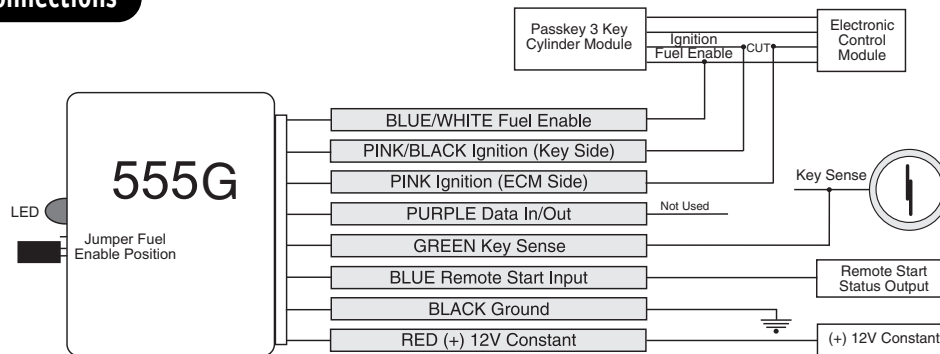 onnections
Passkey 3 Key
Cylinder Module
Ignition
Fuel Enable
CUT
Electronic
Control
Module
555G
LED
Jumper Fuel
Enable Position
BLUE/WHITE Fuel Enable
PINK/BLACK Ignition (Key Side)
PINK Ignition (ECM Side)
PURPLE Data In/Out
Not Used
GREEN Key Sense
Key Sense
BLUE Remote Start Input
Remote Start
Status Output
BLACK Ground
RED (+) 12V Constant
(+) 12V Constant